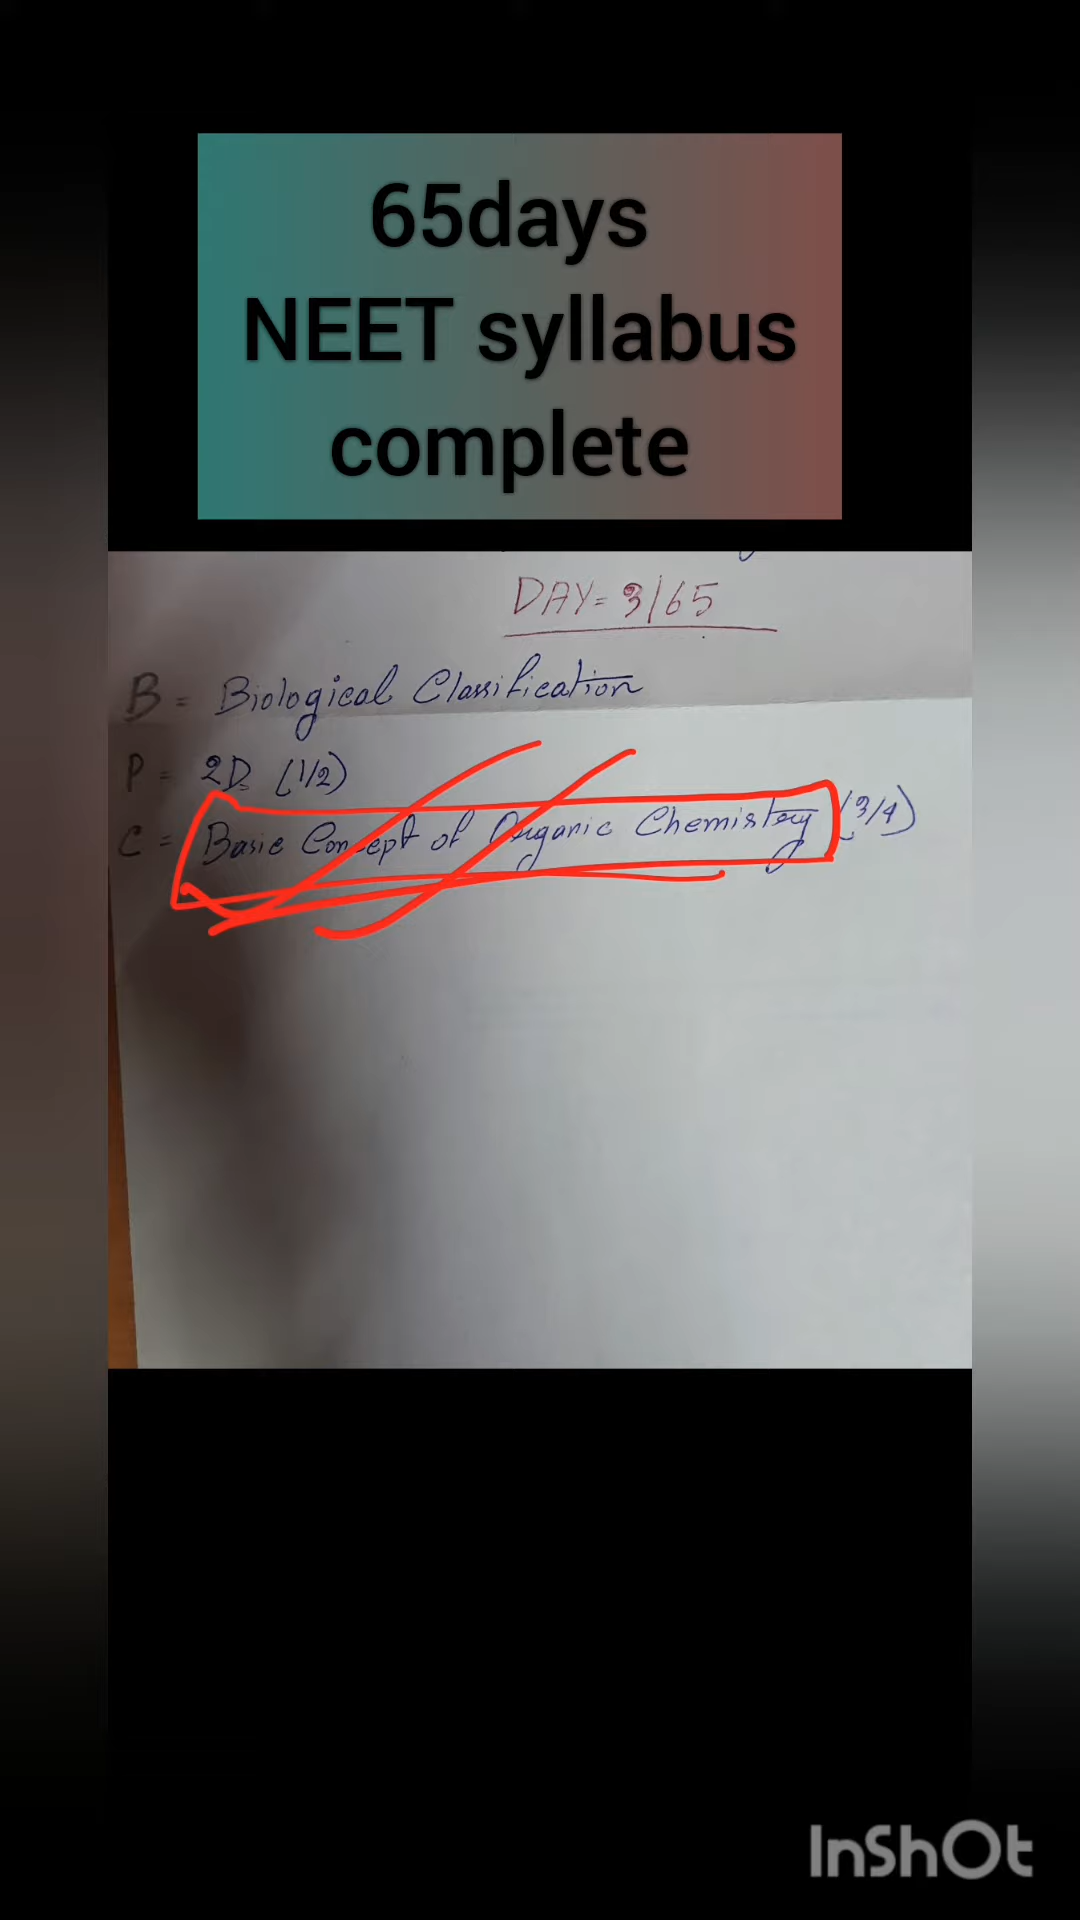 65days
NEET syllabus
complete
DAY = 3/65
B = Biological Classification
P = 2D (1/2)
C = Basic Concept of Organic Chemistry (3/4)
InShOt